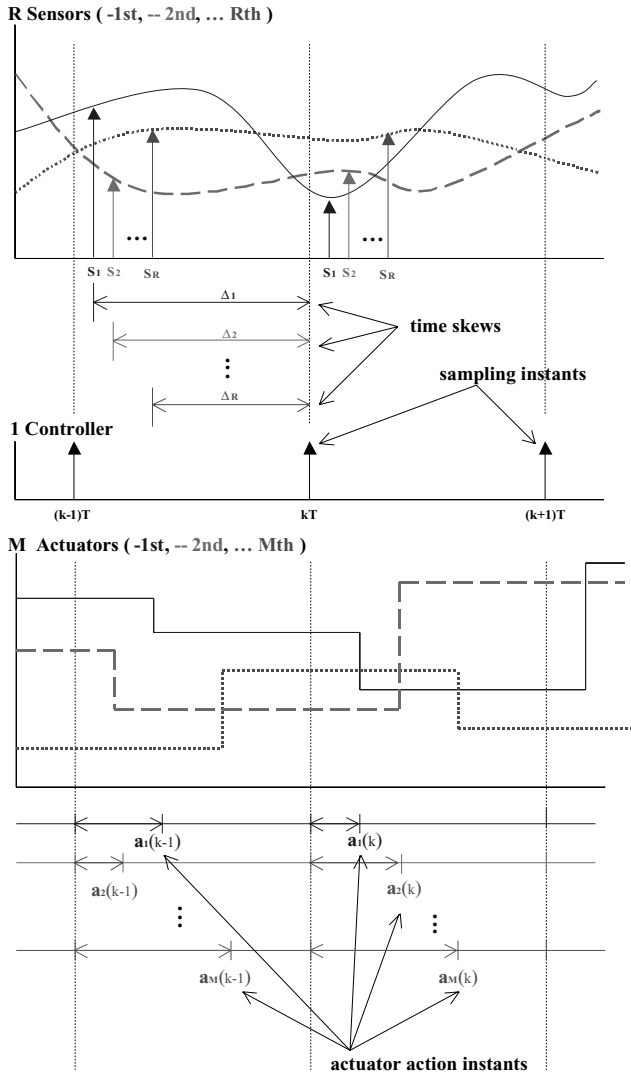 R Sensors ( -1st, -- 2nd, ... Rth )
...
...
S1 S2 SR
S1 S2 SR
Δ1
time skews
Δ2
...
sampling instants
ΔR
1 Controller
(k-1)T kT (k+1)T
M Actuators ( -1st, -- 2nd, ... Mth )
a1(k-1) a1(k)
a2(k-1) a2(k)
... ...
aM(k-1) aM(k)
actuator action instants